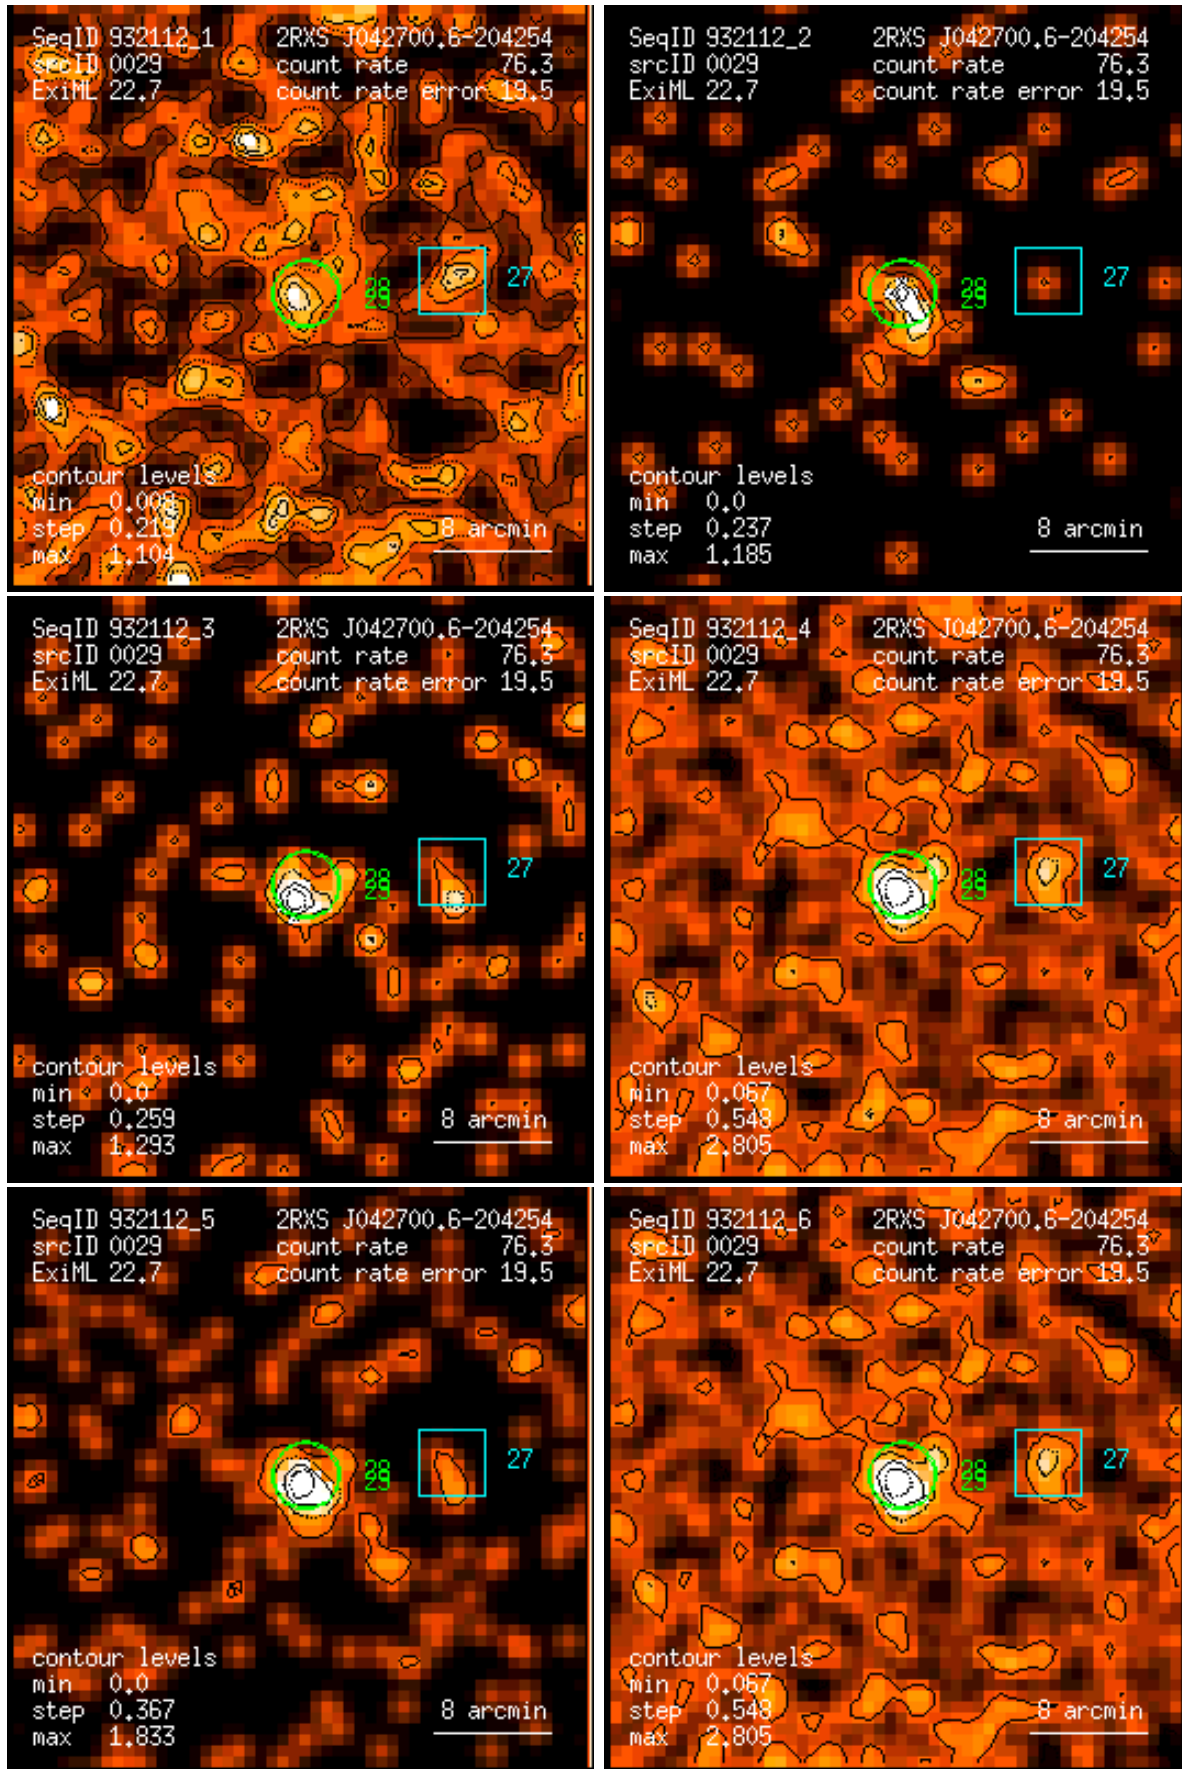 SeqID 932112_1 2RXS J042700.6-204254
srcID 0029 count rate 76.3
ExiML 22.7 count rate error 19.5
28
29
27
contour levels
min 0.009
step 0.219 8 arcmin
max 1.104
SeqID 932112_2 2RXS J042700.6-204254
srcID 0029 count rate 76.3
ExiML 22.7 count rate error 19.5
28
29
27
contour levels
min 0.0
step 0.237 8 arcmin
max 1.185
SeqID 932112_3 2RXS J042700.6-204254
srcID 0029 count rate 76.3
ExiML 22.7 count rate error 19.5
28
29
27
contour levels
min 0.0
step 0.259 8 arcmin
max 1.293
SeqID 932112_4 2RXS J042700.6-204254
srcID 0029 count rate 76.3
ExiML 22.7 count rate error 19.5
28
29
27
contour levels
min 0.067
step 0.548 8 arcmin
max 2.805
SeqID 932112_5 2RXS J042700.6-204254
srcID 0029 count rate 76.3
ExiML 22.7 count rate error 19.5
28
29
27
contour levels
min 0.0
step 0.367 8 arcmin
max 1.833
SeqID 932112_6 2RXS J042700.6-204254
srcID 0029 count rate 76.3
ExiML 22.7 count rate error 19.5
28
29
27
contour levels
min 0.067
step 0.548 8 arcmin
max 2.805